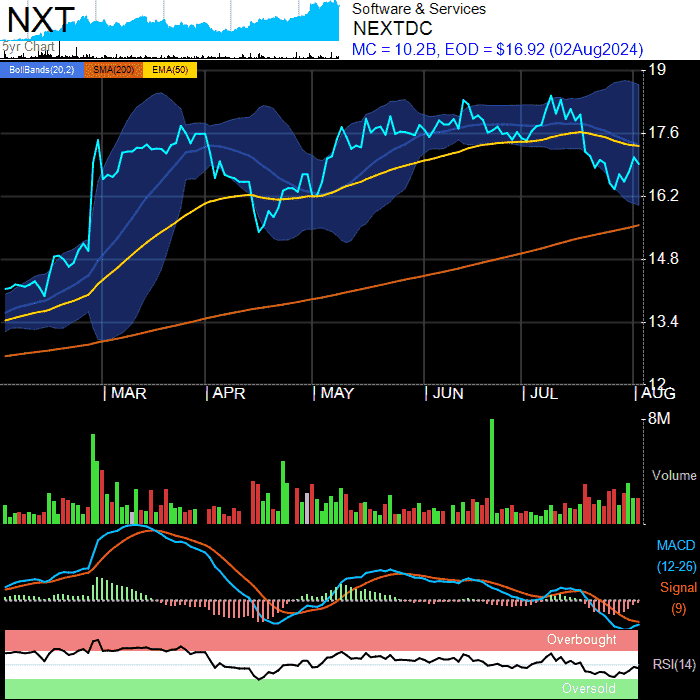 NXT
5yr Chart
Software & Services
NEXTDC
MC = 10.2B, EOD = $16.92 (02Aug2024)
BollBands(20,2) SMA(200) EMA(50)
19
17.6
16.2
14.8
13.4
12
MAR APR MAY JUN JUL AUG
8M
Volume
MACD
(12-26)
Signal
(9)
Overbought
RSI(14)
Oversold